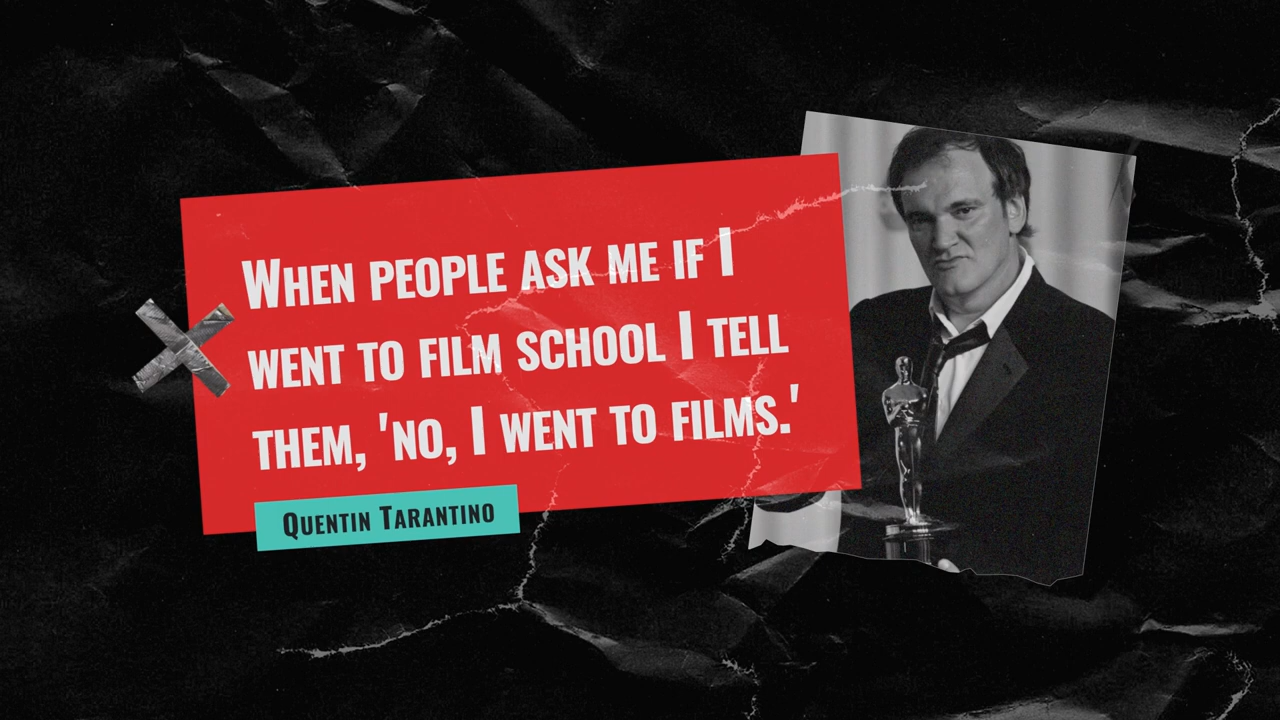 When people ask me if I
went to film school I tell
them, 'no, I went to films.'
Quentin Tarantino